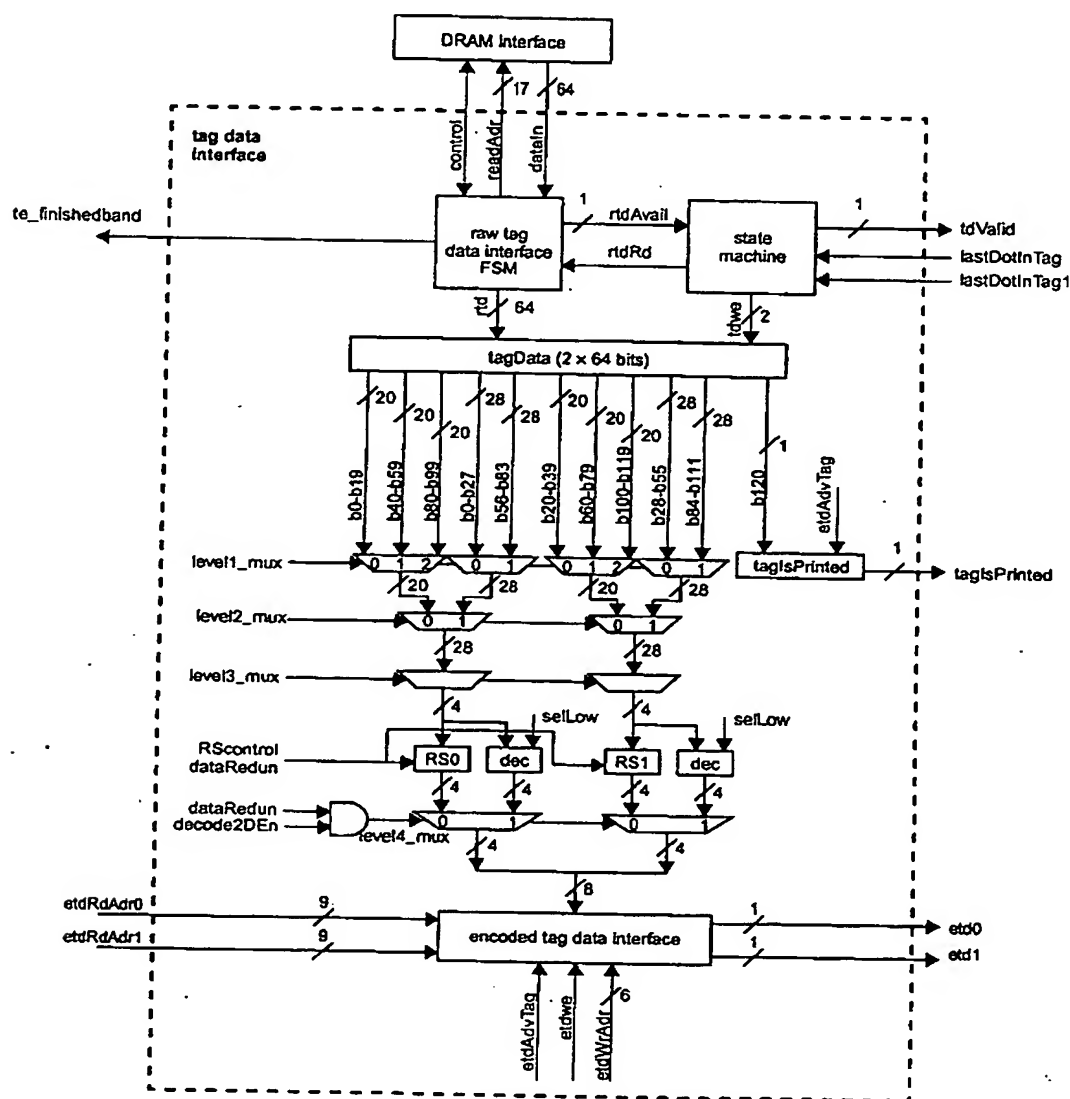 DRAM Interface
17
64
tag data
interface
control
readAdr
dataIn
te_finishedband
raw tag
data interface
FSM
1
rtdAvail
rtdRd
state
machine
1
tdValid
lastDotInTag
lastDotInTag1
rtd
64
tdwe
2
tagData (2 x 64 bits)
20
20
20
28
28
20
20
20
28
28
1
b0-b19
b40-b59
b80-b99
b0-b27
b56-b83
b20-b39
b60-b79
b100-b119
b28-b55
b84-b111
b120
etdAdvTag
level1_mux
0 1 2
0 1
0 1 2
0 1
tagIsPrinted
1
tagIsPrinted
20
28
20
28
level2_mux
0 1
0 1
28
28
level3_mux
4
4
selLow
selLow
RScontrol
dataRedun
RS0
dec
RS1
dec
4
4
4
4
dataRedun
decode2DEn
level4_mux
0 1
0 1
4
4
8
etdRdAdr0
9
etdRdAdr1
9
encoded tag data interface
1
etd0
1
etd1
etdAdvTag
etdwe
etdWrAdr
6